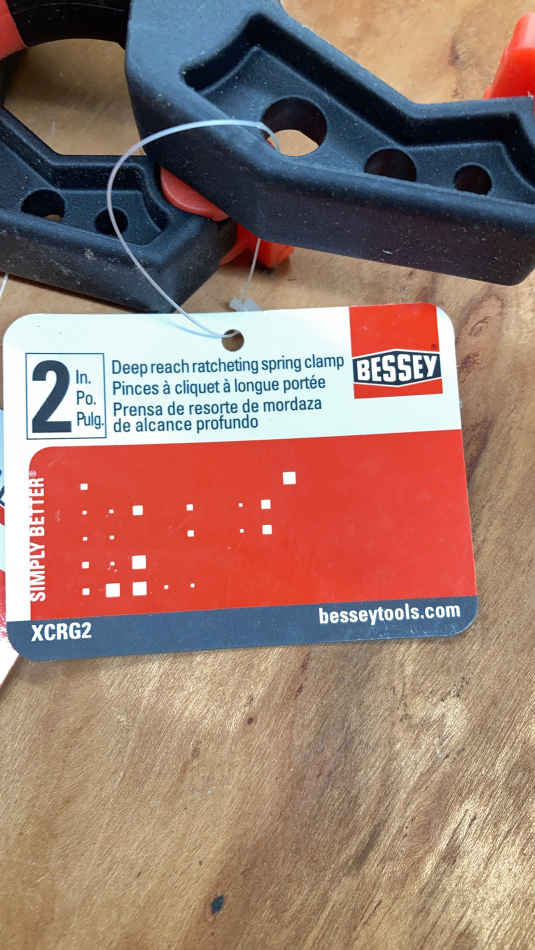 2 In.
Po.
Pulg.
Deep reach ratcheting spring clamp
Pinces à cliquet à longue portée
Prensa de resorte de mordaza
de alcance profundo
BESSEY®
SIMPLY BETTER®
XCRG2
besseytools.com